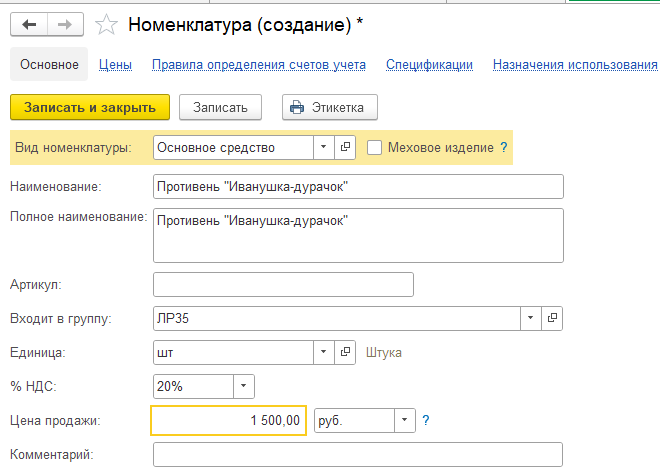 Номенклатура (создание) *
Основное Цены Правила определения счетов учета Спецификации Назначения использования
Записать и закрыть Записать Этикетка
Вид номенклатуры: Основное средство Меховое изделие ?
Наименование: Противень "Иванушка-дурачок"
Полное наименование: Противень "Иванушка-дурачок"
Артикул:
Входит в группу: ЛР35
Единица: шт Штука
% НДС: 20%
Цена продажи: 1 500,00 руб. ?
Комментарий: